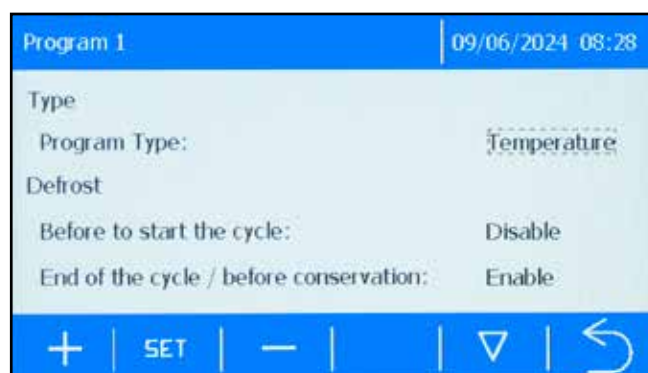 Program 1
09/06/2024 08:28
Type
Program Type: Temperature
Defrost
Before to start the cycle: Disable
End of the cycle / before conservation: Enable
SET